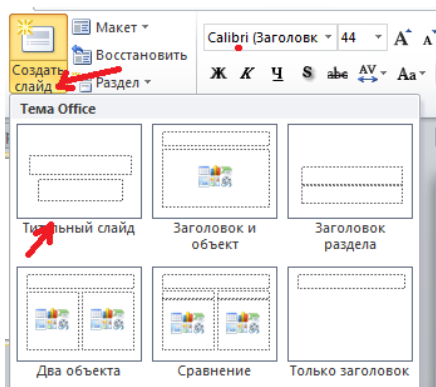 Макет
Calibri (Заголовк 44 А А
Восстановить
Создать
слайд Раздел Ж К Ч S abc AV Aa
Тема Office
Титульный слайд Заголовок и объект Заголовок раздела
Два объекта Сравнение Только заголовок